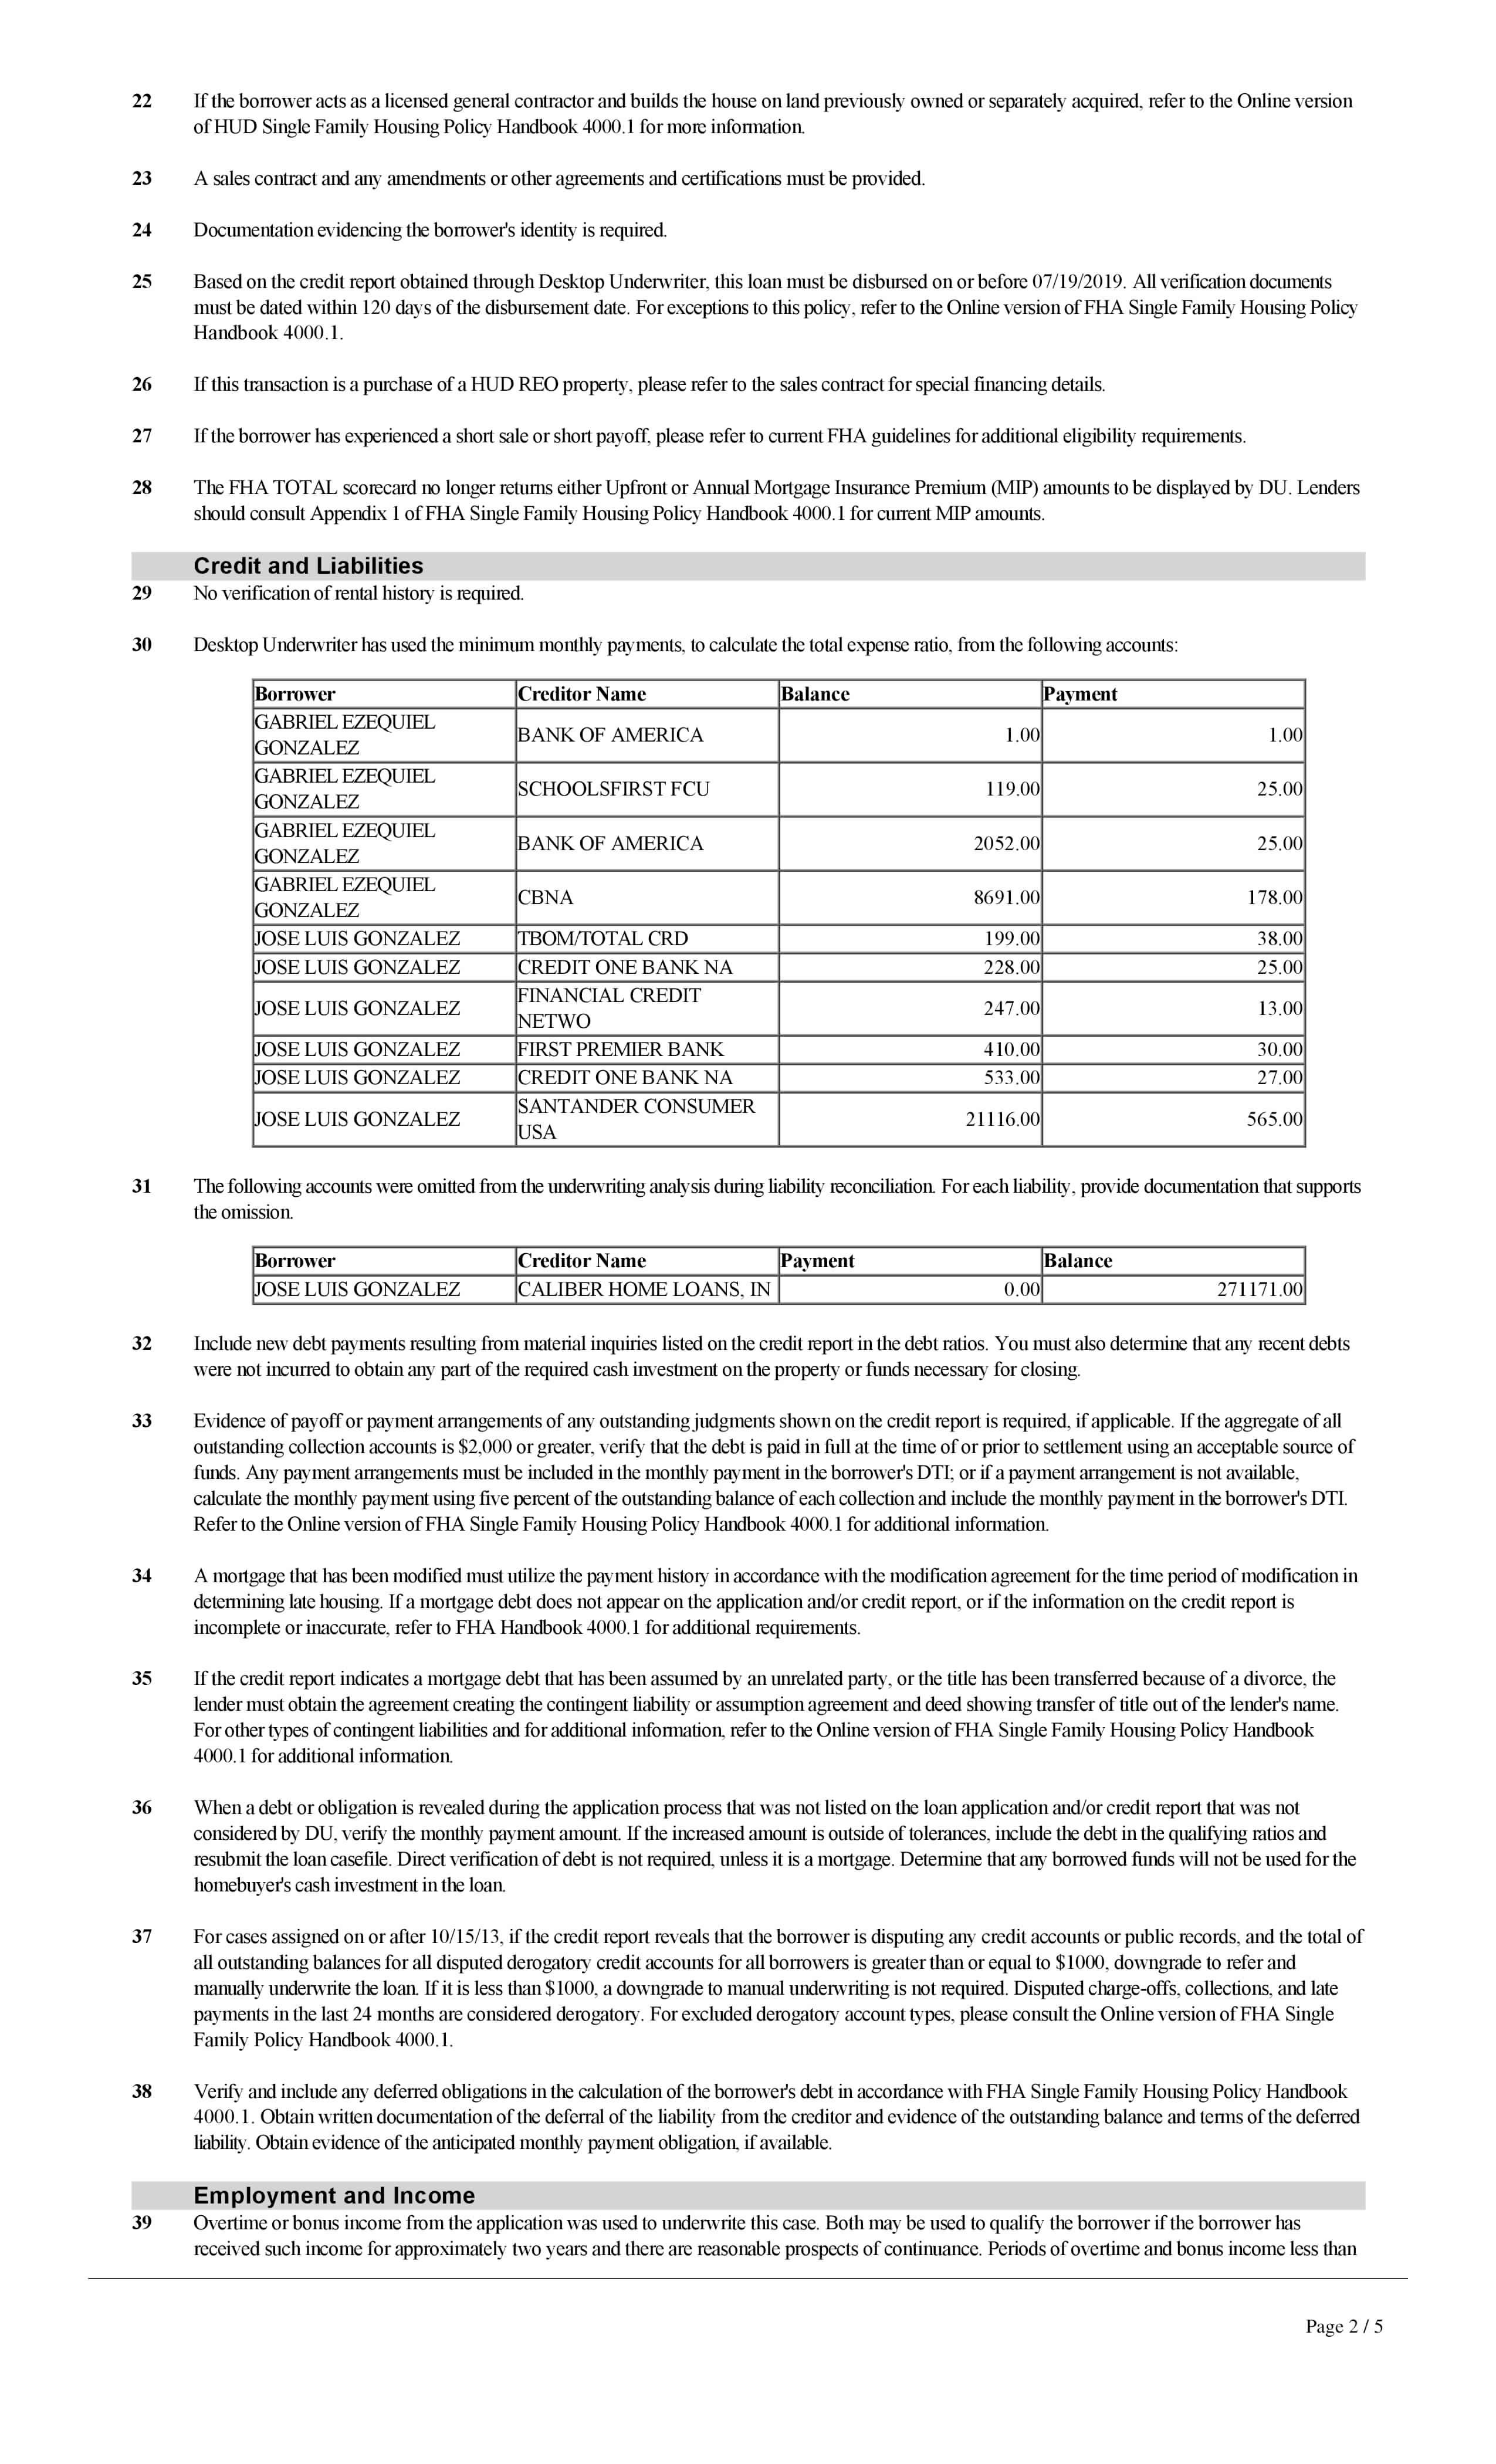 22 If the borrower acts as a licensed general contractor and builds the house on land previously owned or separately acquired, refer to the Online version
of HUD Single Family Housing Policy Handbook 4000.1 for more information.
23 A sales contract and any amendments or other agreements and certifications must be provided.
24 Documentation evidencing the borrower's identity is required.
25 Based on the credit report obtained through Desktop Underwriter, this loan must be disbursed on or before 07/19/2019. All verification documents
must be dated within 120 days of the disbursement date. For exceptions to this policy, refer to the Online version of FHA Single Family Housing Policy
Handbook 4000.1.
26 If this transaction is a purchase of a HUD REO property, please refer to the sales contract for special financing details.
27 If the borrower has experienced a short sale or short payoff, please refer to current FHA guidelines for additional eligibility requirements.
28 The FHA TOTAL scorecard no longer returns either Upfront or Annual Mortgage Insurance Premium (MIP) amounts to be displayed by DU. Lenders
should consult Appendix 1 of FHA Single Family Housing Policy Handbook 4000.1 for current MIP amounts.
Credit and Liabilities
29 No verification of rental history is required.
30 Desktop Underwriter has used the minimum monthly payments, to calculate the total expense ratio, from the following accounts:
Borrower Creditor Name Balance Payment
GABRIEL EZEQUIEL
GONZALEZ BANK OF AMERICA 1.00 1.00
GABRIEL EZEQUIEL
GONZALEZ SCHOOLSFIRST FCU 119.00 25.00
GABRIEL EZEQUIEL
GONZALEZ BANK OF AMERICA 2052.00 25.00
GABRIEL EZEQUIEL
GONZALEZ CBNA 8691.00 178.00
JOSE LUIS GONZALEZ TBOM/TOTAL CRD 199.00 38.00
JOSE LUIS GONZALEZ CREDIT ONE BANK NA 228.00 25.00
JOSE LUIS GONZALEZ FINANCIAL CREDIT
NETWO 247.00 13.00
JOSE LUIS GONZALEZ FIRST PREMIER BANK 410.00 30.00
JOSE LUIS GONZALEZ CREDIT ONE BANK NA 533.00 27.00
JOSE LUIS GONZALEZ SANTANDER CONSUMER
USA 21116.00 565.00
31 The following accounts were omitted from the underwriting analysis during liability reconciliation. For each liability, provide documentation that supports
the omission.
Borrower Creditor Name Payment Balance
JOSE LUIS GONZALEZ CALIBER HOME LOANS, IN 0.00 271171.00
32 Include new debt payments resulting from material inquiries listed on the credit report in the debt ratios. You must also determine that any recent debts
were not incurred to obtain any part of the required cash investment on the property or funds necessary for closing.
33 Evidence of payoff or payment arrangements of any outstanding judgments shown on the credit report is required, if applicable. If the aggregate of all
outstanding collection accounts is $2,000 or greater, verify that the debt is paid in full at the time of or prior to settlement using an acceptable source of
funds. Any payment arrangements must be included in the monthly payment in the borrower's DTI; or if a payment arrangement is not available,
calculate the monthly payment using five percent of the outstanding balance of each collection and include the monthly payment in the borrower's DTI.
Refer to the Online version of FHA Single Family Housing Policy Handbook 4000.1 for additional information.
34 A mortgage that has been modified must utilize the payment history in accordance with the modification agreement for the time period of modification in
determining late housing. If a mortgage debt does not appear on the application and/or credit report, or if the information on the credit report is
incomplete or inaccurate, refer to FHA Handbook 4000.1 for additional requirements.
35 If the credit report indicates a mortgage debt that has been assumed by an unrelated party, or the title has been transferred because of a divorce, the
lender must obtain the agreement creating the contingent liability or assumption agreement and deed showing transfer of title out of the lender's name.
For other types of contingent liabilities and for additional information, refer to the Online version of FHA Single Family Housing Policy Handbook
4000.1 for additional information.
36 When a debt or obligation is revealed during the application process that was not listed on the loan application and/or credit report that was not
considered by DU, verify the monthly payment amount. If the increased amount is outside of tolerances, include the debt in the qualifying ratios and
resubmit the loan casefile. Direct verification of debt is not required, unless it is a mortgage. Determine that any borrowed funds will not be used for the
homebuyer's cash investment in the loan.
37 For cases assigned on or after 10/15/13, if the credit report reveals that the borrower is disputing any credit accounts or public records, and the total of
all outstanding balances for all disputed derogatory credit accounts for all borrowers is greater than or equal to $1000, downgrade to refer and
manually underwrite the loan. If it is less than $1000, a downgrade to manual underwriting is not required. Disputed charge-offs, collections, and late
payments in the last 24 months are considered derogatory. For excluded derogatory account types, please consult the Online version of FHA Single
Family Policy Handbook 4000.1.
38 Verify and include any deferred obligations in the calculation of the borrower's debt in accordance with FHA Single Family Housing Policy Handbook
4000.1. Obtain written documentation of the deferral of the liability from the creditor and evidence of the outstanding balance and terms of the deferred
liability. Obtain evidence of the anticipated monthly payment obligation, if available.
Employment and Income
39 Overtime or bonus income from the application was used to underwrite this case. Both may be used to qualify the borrower if the borrower has
received such income for approximately two years and there are reasonable prospects of continuance. Periods of overtime and bonus income less than
Page 2 / 5